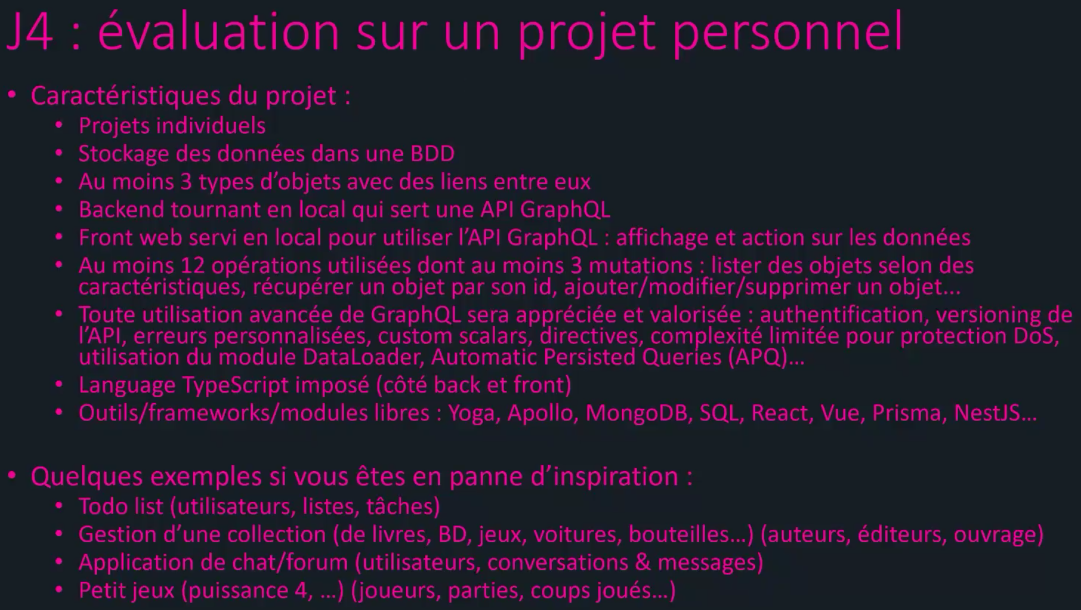 J4 : évaluation sur un projet personnel
• Caractéristiques du projet :
• Projets individuels
• Stockage des données dans une BDD
• Au moins 3 types d’objets avec des liens entre eux
• Backend tournant en local qui sert une API GraphQL
• Front web servi en local pour utiliser l’API GraphQL : affichage et action sur les données
• Au moins 12 opérations utilisées dont au moins 3 mutations : lister des objets selon des
caractéristiques, récupérer un objet par son id, ajouter/modifier/supprimer un objet...
• Toute utilisation avancée de GraphQL sera appréciée et valorisée : authentification, versioning de
l’API, erreurs personnalisées, custom scalars, directives, complexité limitée pour protection DoS,
utilisation du module DataLoader, Automatic Persisted Queries (APQ)...
• Language TypeScript imposé (côté back et front)
• Outils/frameworks/modules libres : Yoga, Apollo, MongoDB, SQL, React, Vue, Prisma, NestJS…
• Quelques exemples si vous êtes en panne d’inspiration :
• Todo list (utilisateurs, listes, tâches)
• Gestion d’une collection (de livres, BD, jeux, voitures, bouteilles…) (auteurs, éditeurs, ouvrage)
• Application de chat/forum (utilisateurs, conversations & messages)
• Petit jeux (puissance 4, …) (joueurs, parties, coups joués…)